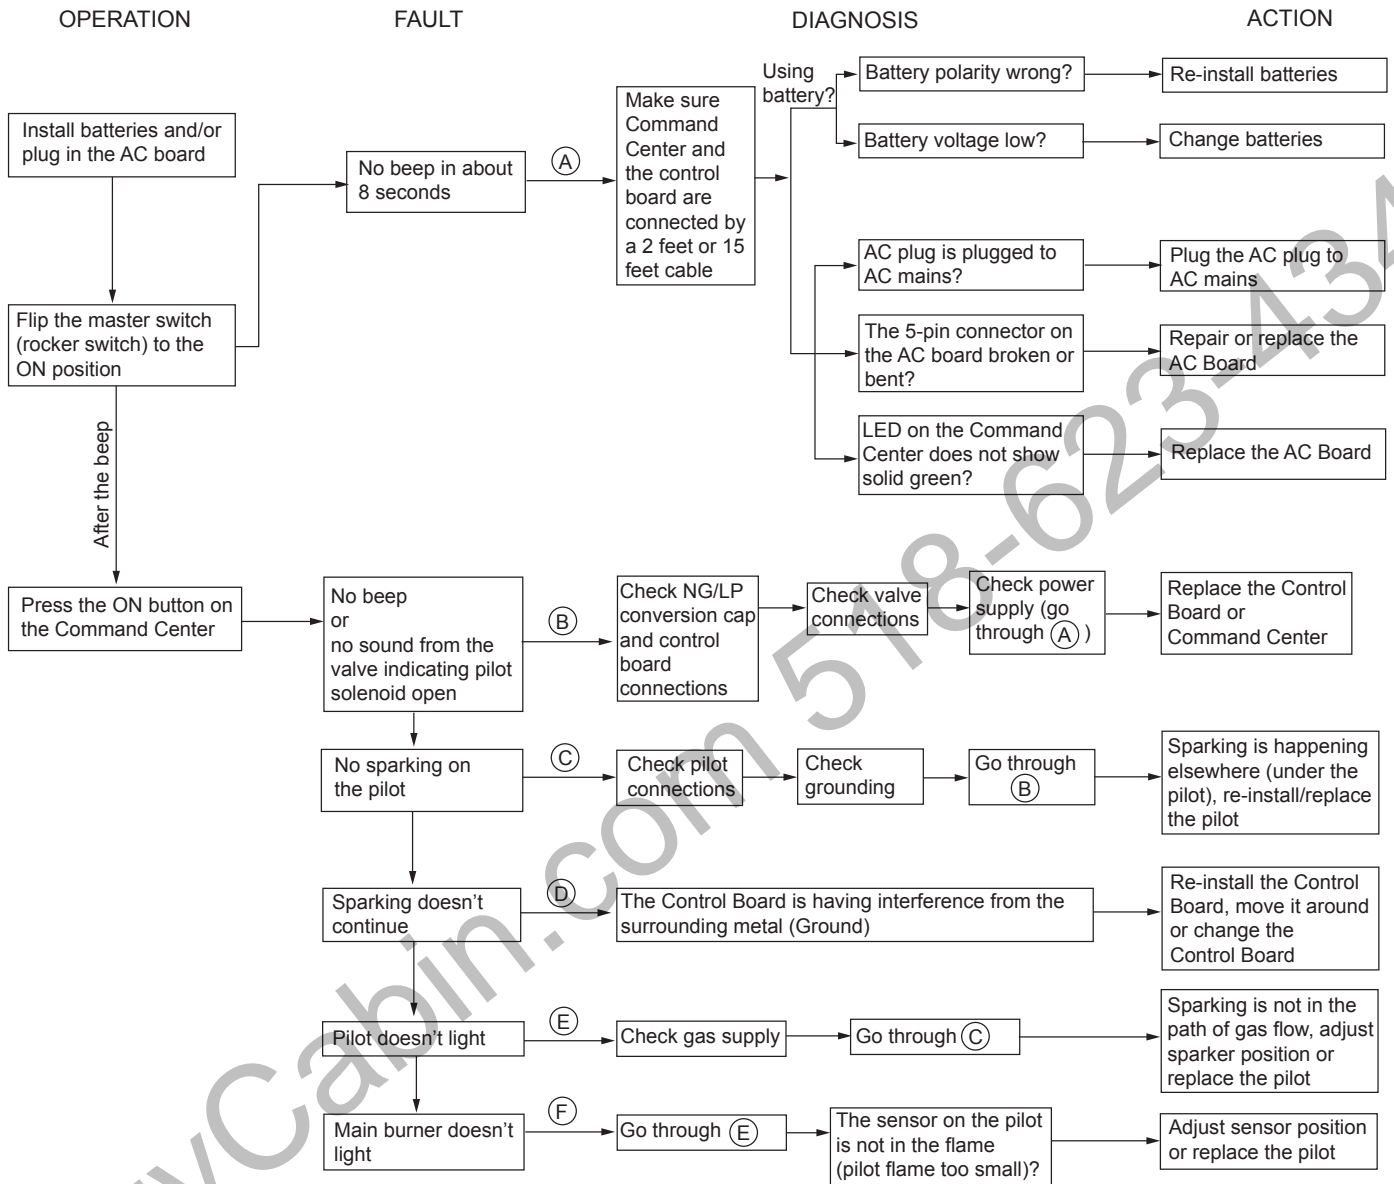 OPERATION
FAULT
DIAGNOSIS
ACTION
Install batteries and/or
plug in the AC board
Flip the master switch
(rocker switch) to the
ON position
After the beep
Press the ON button on
the Command Center
No beep in about
8 seconds
A
Make sure
Command
Center and
the control
board are
connected by
a 2 feet or 15
feet cable
Using
battery?
Battery polarity wrong?
Re-install batteries
Battery voltage low?
Change batteries
AC plug is plugged to
AC mains?
Plug the AC plug to
AC mains
The 5-pin connector on
the AC board broken or
bent?
Repair or replace the
AC Board
LED on the Command
Center does not show
solid green?
Replace the AC Board
No beep
or
no sound from the
valve indicating pilot
solenoid open
B
Check NG/LP
conversion cap
and control
board
connections
Check valve
connections
Check power
supply (go
through A )
Replace the Control
Board or
Command Center
No sparking on
the pilot
C
Check pilot
connections
Check
grounding
Go through
B
Sparking is happening
elsewhere (under the
pilot), re-install/replace
the pilot
Sparking doesn't
continue
D
The Control Board is having interference from the
surrounding metal (Ground)
Re-install the Control
Board, move it around
or change the
Control Board
Pilot doesn't light
E
Check gas supply
Go through C
Sparking is not in the
path of gas flow, adjust
sparker position or
replace the pilot
Main burner doesn't
light
F
Go through E
The sensor on the pilot
is not in the flame
(pilot flame too small)?
Adjust sensor position
or replace the pilot
yCabin.com 518-623-434